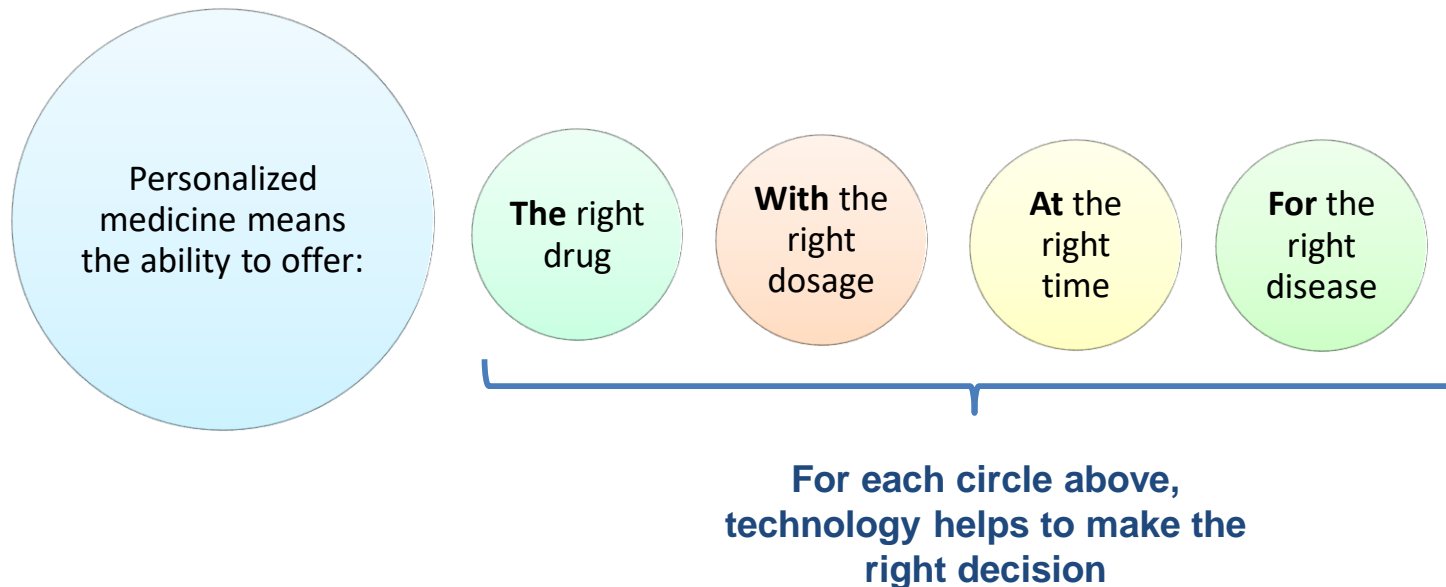 Personalized
medicine means
the ability to offer:
The right
drug
With the
right
dosage
At the
right
time
For the
right
disease
For each circle above,
technology helps to make the
right decision